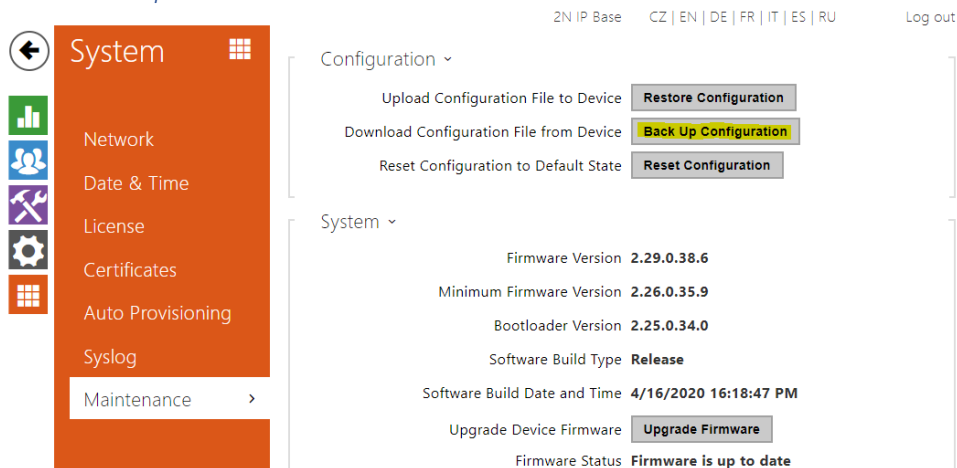 2N IP Base CZ | EN | DE | FR | IT | ES | RU Log out
System
Network
Date & Time
License
Certificates
Auto Provisioning
Syslog
Maintenance
Configuration
Upload Configuration File to Device Restore Configuration
Download Configuration File from Device Back Up Configuration
Reset Configuration to Default State Reset Configuration
System
Firmware Version 2.29.0.38.6
Minimum Firmware Version 2.26.0.35.9
Bootloader Version 2.25.0.34.0
Software Build Type Release
Software Build Date and Time 4/16/2020 16:18:47 PM
Upgrade Device Firmware Upgrade Firmware
Firmware Status Firmware is up to date